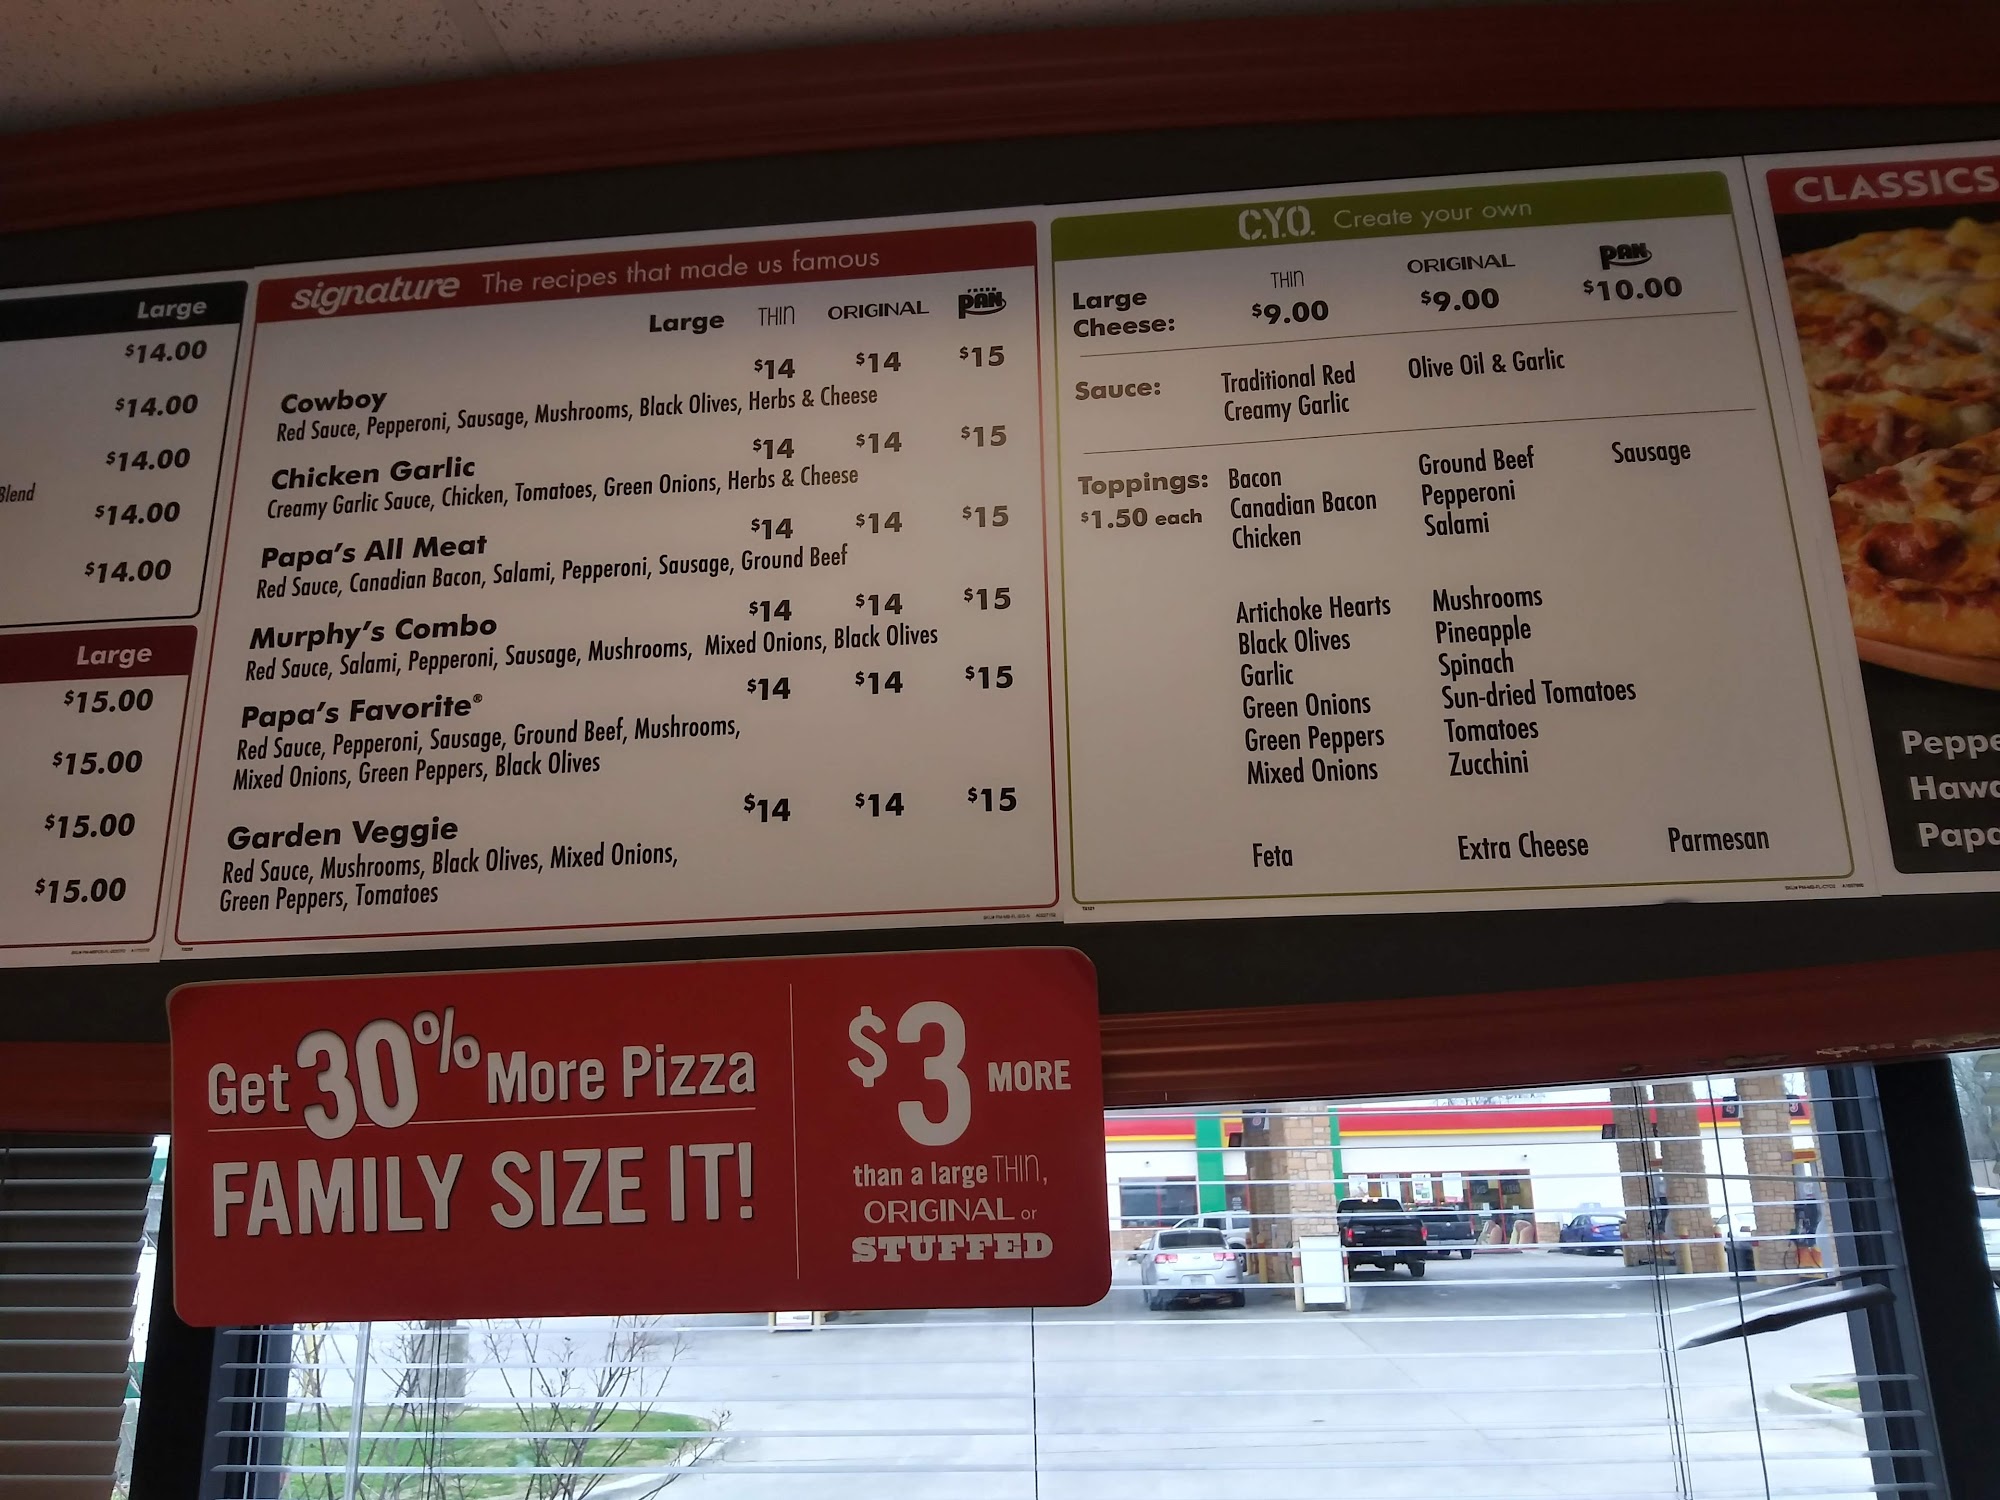 Large
$14.00
$14.00
$14.00
Blend
$14.00
$14.00
Large
$15.00
$15.00
$15.00
$15.00
signature The recipes that made us famous
Large THIN ORIGINAL PAN
$14 $14 $15
Cowboy
Red Sauce, Pepperoni, Sausage, Mushrooms, Black Olives, Herbs & Cheese
$14 $14 $15
Chicken Garlic
Creamy Garlic Sauce, Chicken, Tomatoes, Green Onions, Herbs & Cheese
$14 $14 $15
Papa's All Meat
Red Sauce, Canadian Bacon, Salami, Pepperoni, Sausage, Ground Beef
$14 $14 $15
Murphy's Combo
Red Sauce, Salami, Pepperoni, Sausage, Mushrooms, Mixed Onions, Black Olives
$14 $14 $15
Papa's Favorite®
Red Sauce, Pepperoni, Sausage, Ground Beef, Mushrooms,
Mixed Onions, Green Peppers, Black Olives
$14 $14 $15
Garden Veggie
Red Sauce, Mushrooms, Black Olives, Mixed Onions,
Green Peppers, Tomatoes
C.Y.O. Create your own
THIN ORIGINAL PAN
Large
Cheese: $9.00 $9.00 $10.00
Sauce: Traditional Red Olive Oil & Garlic
Creamy Garlic
Toppings: Bacon Ground Beef Sausage
$1.50 each Canadian Bacon Pepperoni
Chicken Salami
Artichoke Hearts Mushrooms
Black Olives Pineapple
Garlic Spinach
Green Onions Sun-dried Tomatoes
Green Peppers Tomatoes
Mixed Onions Zucchini
Feta Extra Cheese Parmesan
CLASSICS
Peppe
Hawa
Papa
Get 30% More Pizza
FAMILY SIZE IT!
$3 MORE
than a large THIN,
ORIGINAL or
STUFFED